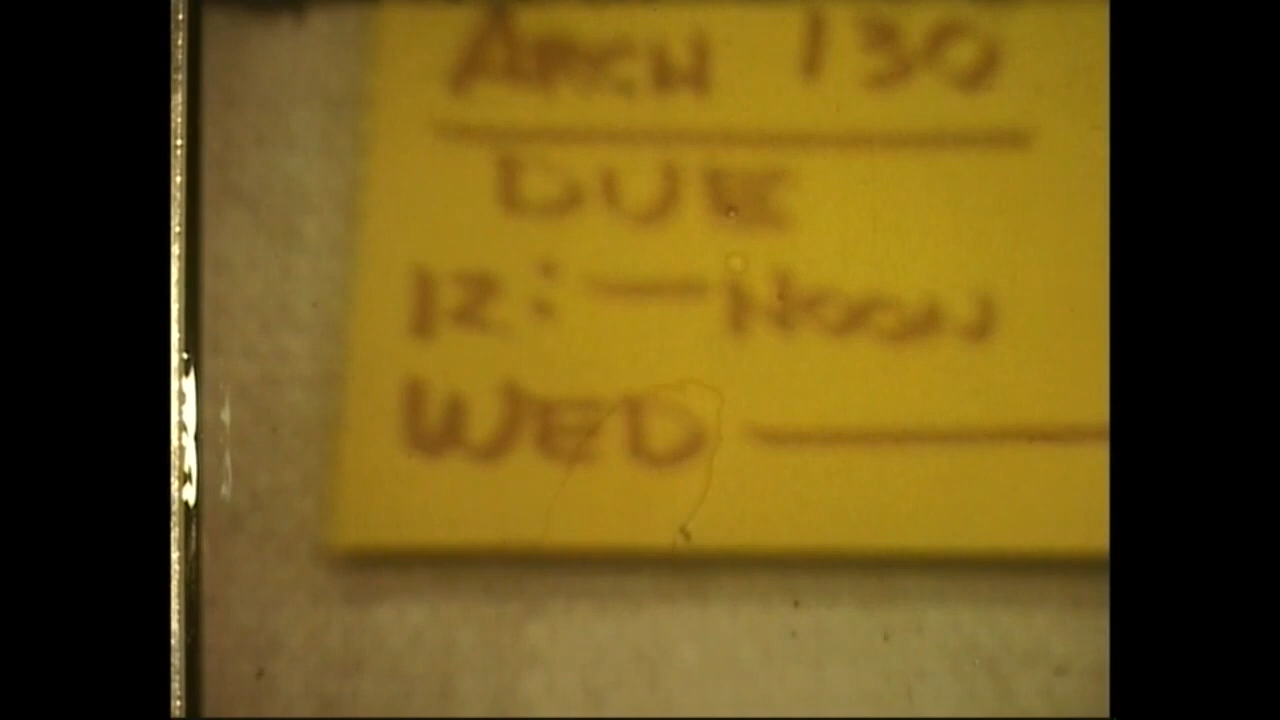 ARCH 130
DUE
12:— NOON
WED —